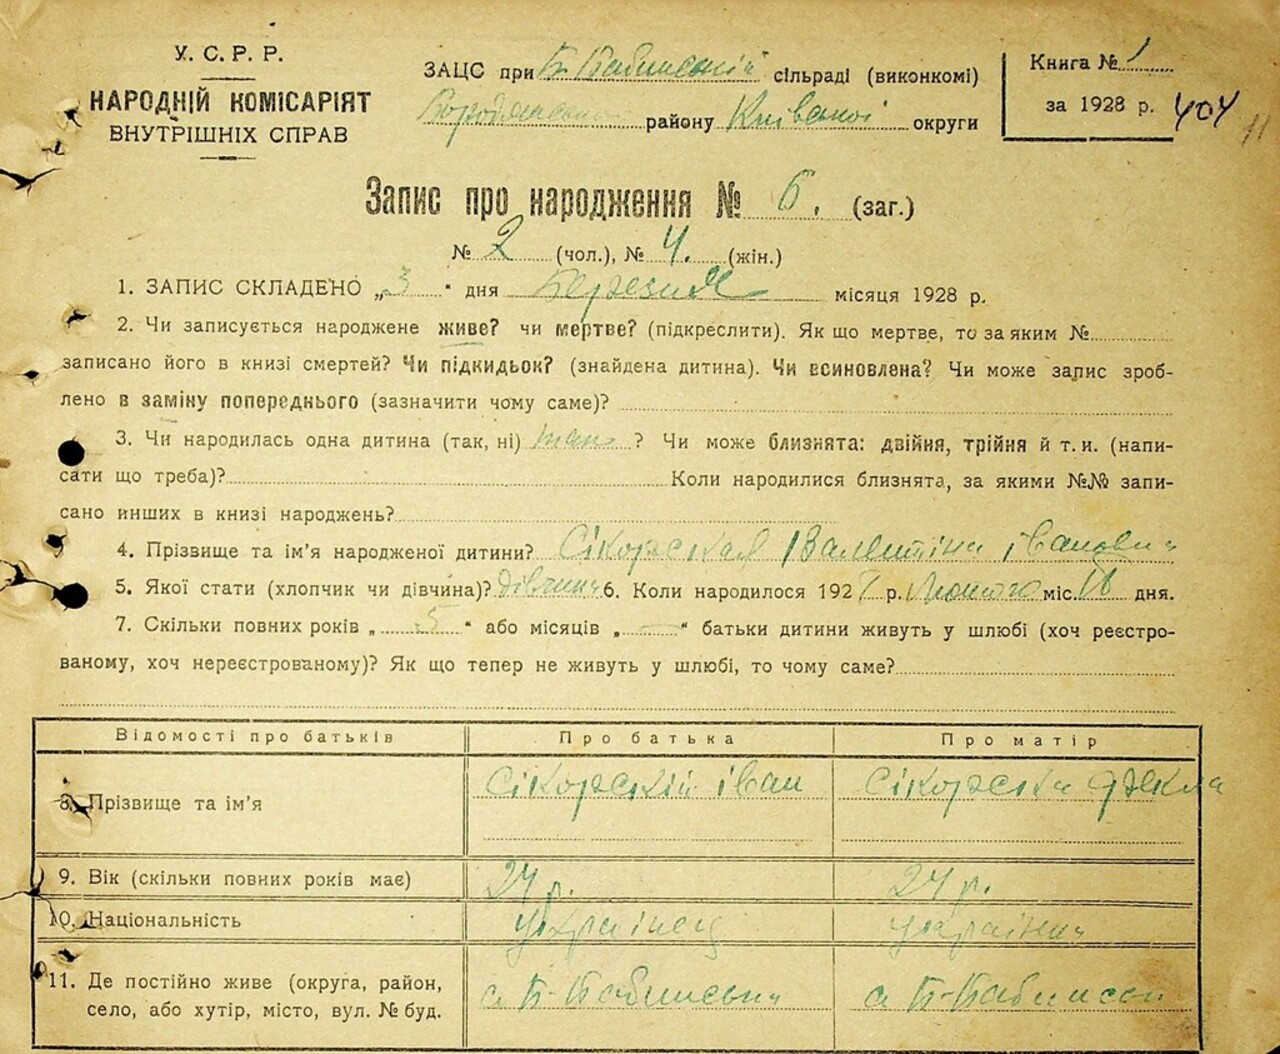 У. С. Р. Р.
НАРОДНІЙ КОМІСАРІЯТ
ВНУТРІШНІХ СПРАВ
ЗАЦС при сільраді (виконкомі)
району Київської округи
Книга № 1
за 1928 р. 404
11
Запис про народження № 6. (заг.)
№ 2 (чол.), № 4. (жін.)
1. ЗАПИС СКЛАДЕНО „3" дня Березня місяця 1928 р.
2. Чи записується народжене живе? чи мертве? (підкреслити). Як що мертве, то за яким №
записано його в книзі смертей? Чи підкидьок? (знайдена дитина). Чи всиновлена? Чи може запис зроб-
лено в заміну попереднього (зазначити чому саме)?
3. Чи народилась одна дитина (так, ні) так ? Чи може близнята: двійня, трійня й т. и. (напи-
сати що треба)? Коли народилися близнята, за якими №№ запи-
сано инших в книзі народжень?
4. Прізвище та ім'я народженої дитини? Сікорская Валентіна Івановна
5. Якої стати (хлопчик чи дівчина)? дівчина 6. Коли народилося 1928 р. Лютого міс. дня.
7. Скільки повних років „5" або місяців „—" батьки дитини живуть у шлюбі (хоч реєстро-
ваному, хоч нереєстрованому)? Як що тепер не живуть у шлюбі, то чому саме?
Відомості про батьків Про батька Про матір
8. Прізвище та ім'я Сікорській Іван Сікорська Фекла
9. Вік (скільки повних років має) 24 р. 24 р.
10. Національність українец українка
11. Де постійно живе (округа, район,
село, або хутір, місто, вул. № буд.